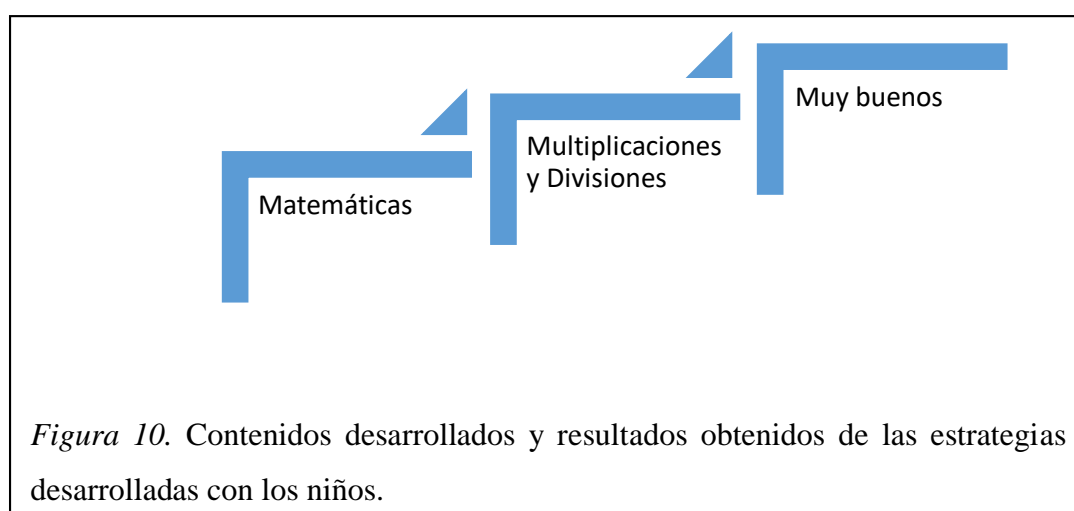 Matemáticas
Multiplicaciones
y Divisiones
Muy buenos
Figura 10. Contenidos desarrollados y resultados obtenidos de las estrategias
desarrolladas con los niños.